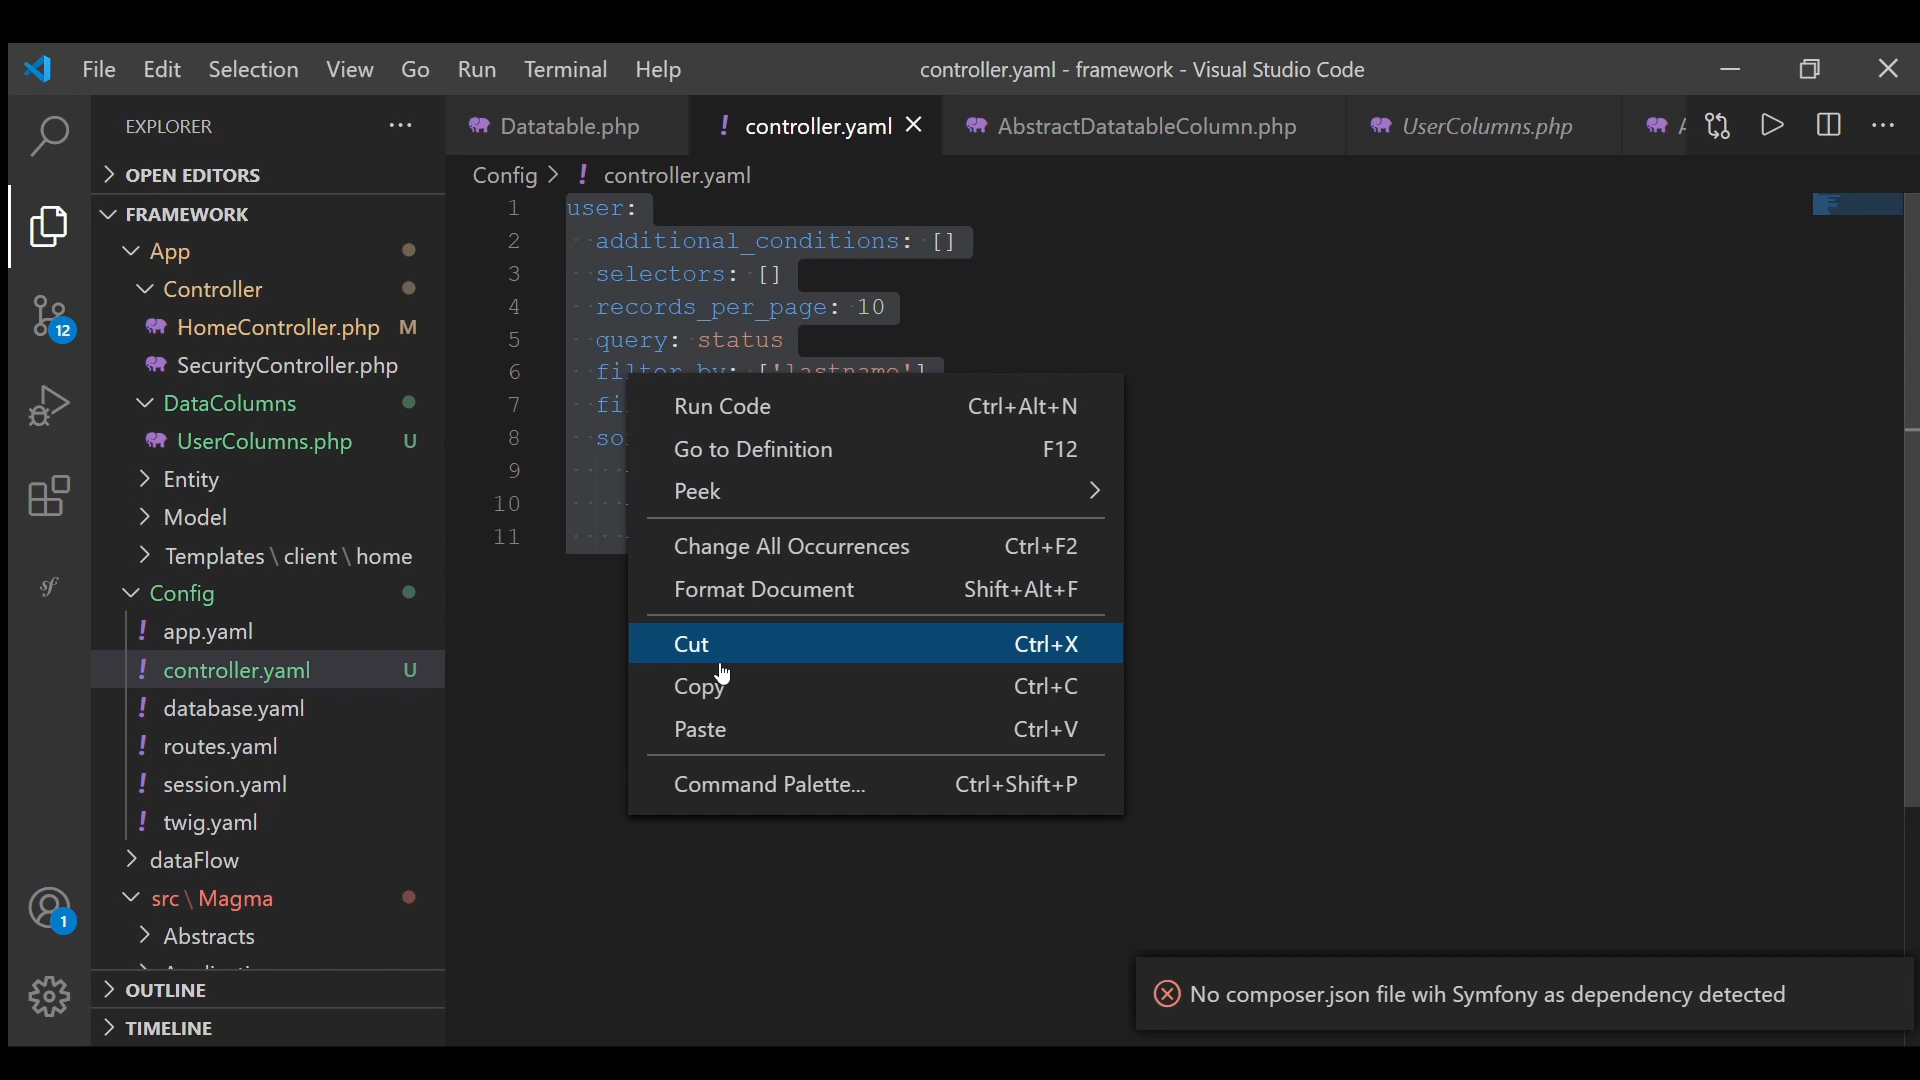 File Edit Selection View Go Run Terminal Help controller.yaml - framework - Visual Studio Code
EXPLORER
OPEN EDITORS
FRAMEWORK
App
Controller
HomeController.php M
SecurityController.php
DataColumns
UserColumns.php U
Entity
Model
Templates \ client \ home
Config
app.yaml
controller.yaml U
database.yaml
routes.yaml
session.yaml
twig.yaml
dataFlow
src \ Magma
Abstracts
OUTLINE
TIMELINE
12
sf
1
Datatable.php controller.yaml AbstractDatatableColumn.php UserColumns.php
Config > ! controller.yaml
1 user:
2 additional_conditions: []
3 selectors: []
4 records_per_page: 10
5 query: status
6 filter_by: ['lastname']
7 fi
8 so
9
10
11
Run Code Ctrl+Alt+N
Go to Definition F12
Peek
Change All Occurrences Ctrl+F2
Format Document Shift+Alt+F
Cut Ctrl+X
Copy Ctrl+C
Paste Ctrl+V
Command Palette... Ctrl+Shift+P
No composer.json file wih Symfony as dependency detected